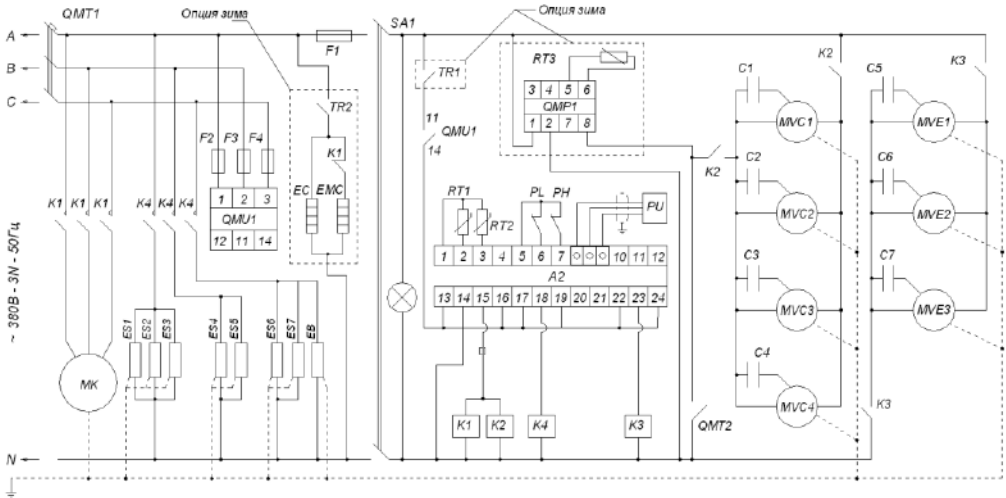 QMT1
Опция зима
SA1
Опция зима
A
B
C
F1
TR2
K1
F2
F3
F4
EC
EMC
1 2 3
QMU1
12 11 14
K1
K1
K1
K4
K4
K4
~ 380В - 3N - 50Гц
ES1
ES2
ES3
ES4
ES5
ES6
ES7
EB
МК
N
TR1
11
QMU1
14
RT3
3 4 5 6
QMP1
1 2 7 8
RT1
RT2
PL
PH
PU
1 2 3 4 5 6 7 10 11 12
A2
13 14 15 16 17 18 19 20 21 22 23 24
K1
K2
K4
K3
K2
QMT2
K2
K3
C1
MVC1
C2
MVC2
C3
MVC3
C4
MVC4
C5
MVE1
C6
MVE2
C7
MVE3
K3